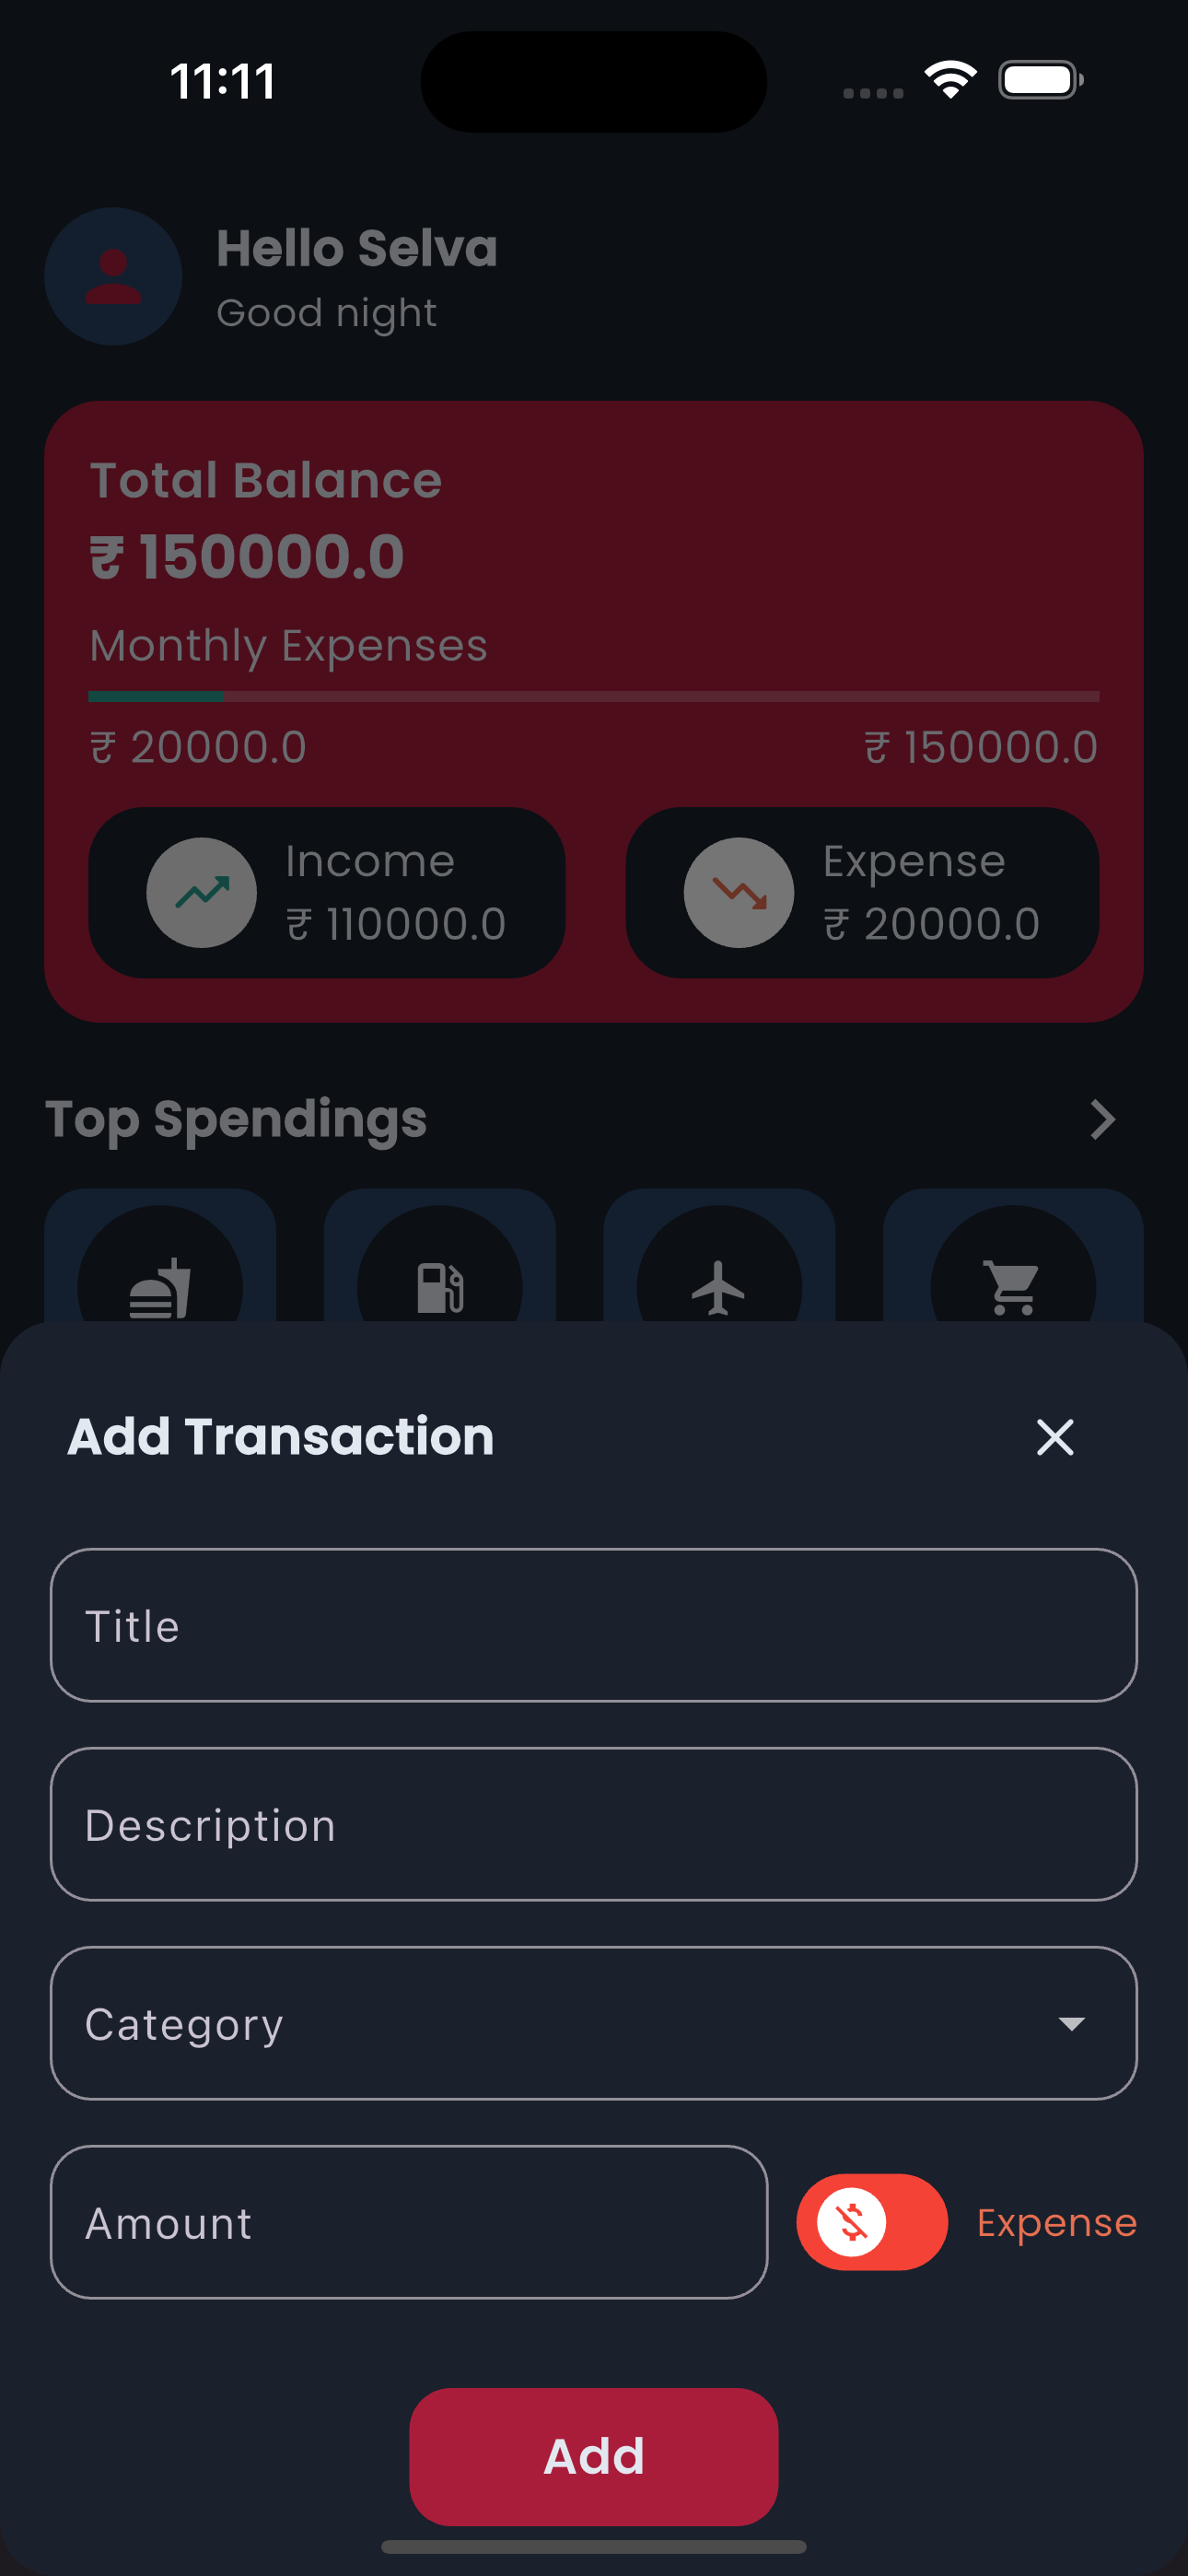 11:11
Hello Selva
Good night
Total Balance
₹ 150000.0
Monthly Expenses
₹ 20000.0 ₹ 150000.0
Income Expense
₹ 110000.0 ₹ 20000.0
Top Spendings
Add Transaction
Title
Description
Category
Amount Expense
Add